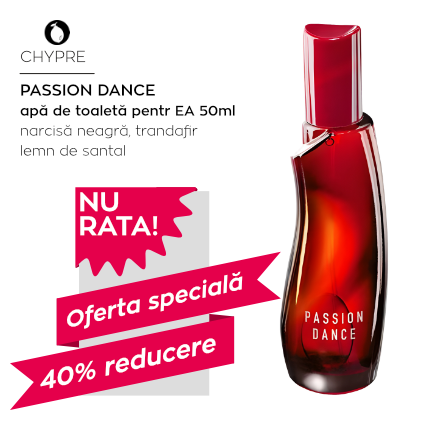 CHYPRE
PASSION DANCE
apă de toaletă pentr EA 50ml
narcisă neagră, trandafir
lemn de santal
NU
RATA!
Oferta specială
40% reducere
PASSION
DANCE